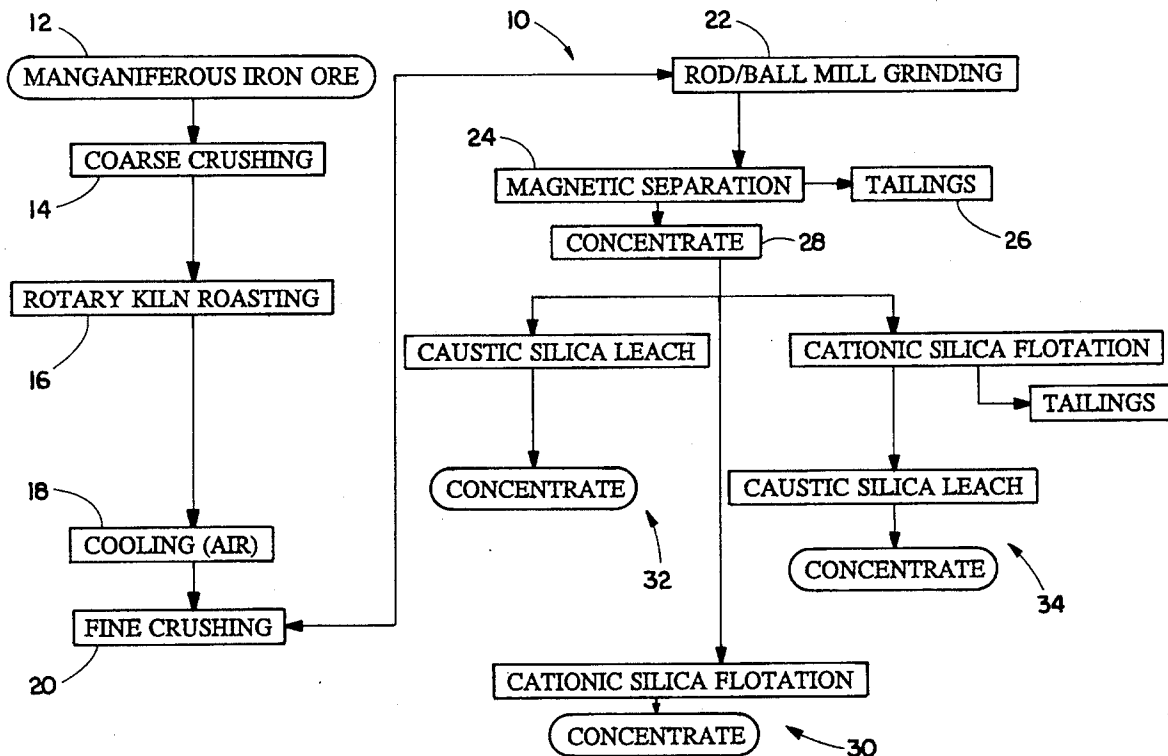 12
MANGANIFEROUS IRON ORE
COARSE CRUSHING
14
ROTARY KILN ROASTING
16
18
COOLING (AIR)
FINE CRUSHING
20
10
22
ROD/BALL MILL GRINDING
24
MAGNETIC SEPARATION
TAILINGS
26
CONCENTRATE
28
CAUSTIC SILICA LEACH
CONCENTRATE
32
CATIONIC SILICA FLOTATION
TAILINGS
CAUSTIC SILICA LEACH
CONCENTRATE
34
CATIONIC SILICA FLOTATION
CONCENTRATE
30